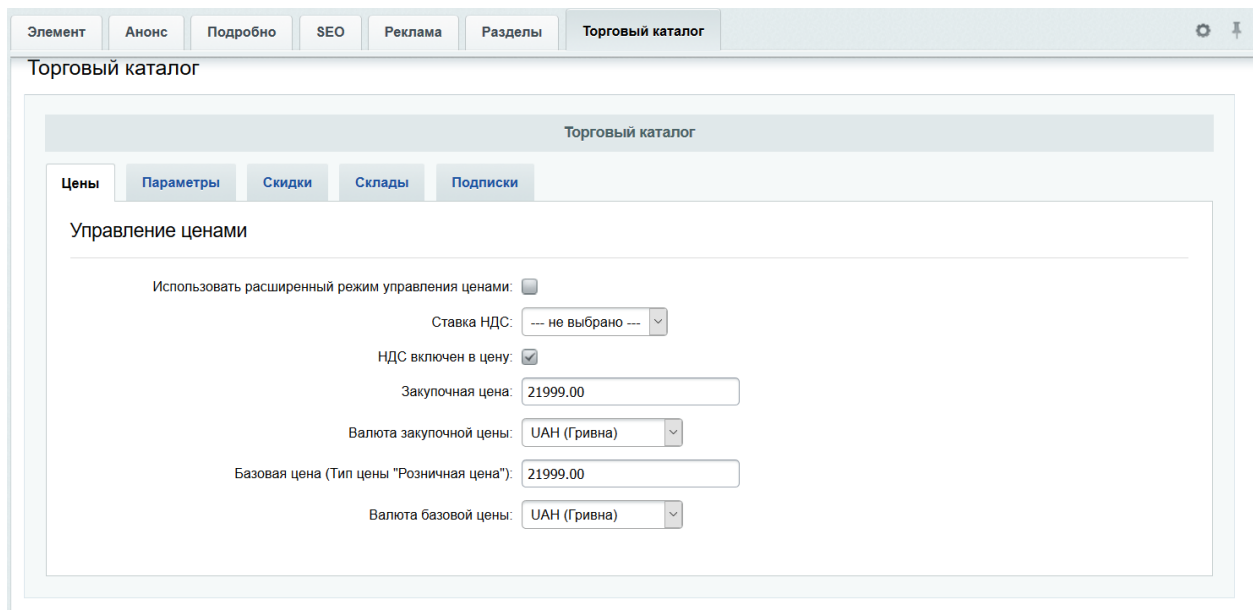 Элемент Анонс Подробно SEO Реклама Разделы Торговый каталог
Торговый каталог
Торговый каталог
Цены Параметры Скидки Склады Подписки
Управление ценами
Использовать расширенный режим управления ценами:
Ставка НДС: --- не выбрано ---
НДС включен в цену:
Закупочная цена: 21999.00
Валюта закупочной цены: UAH (Гривна)
Базовая цена (Тип цены "Розничная цена"): 21999.00
Валюта базовой цены: UAH (Гривна)